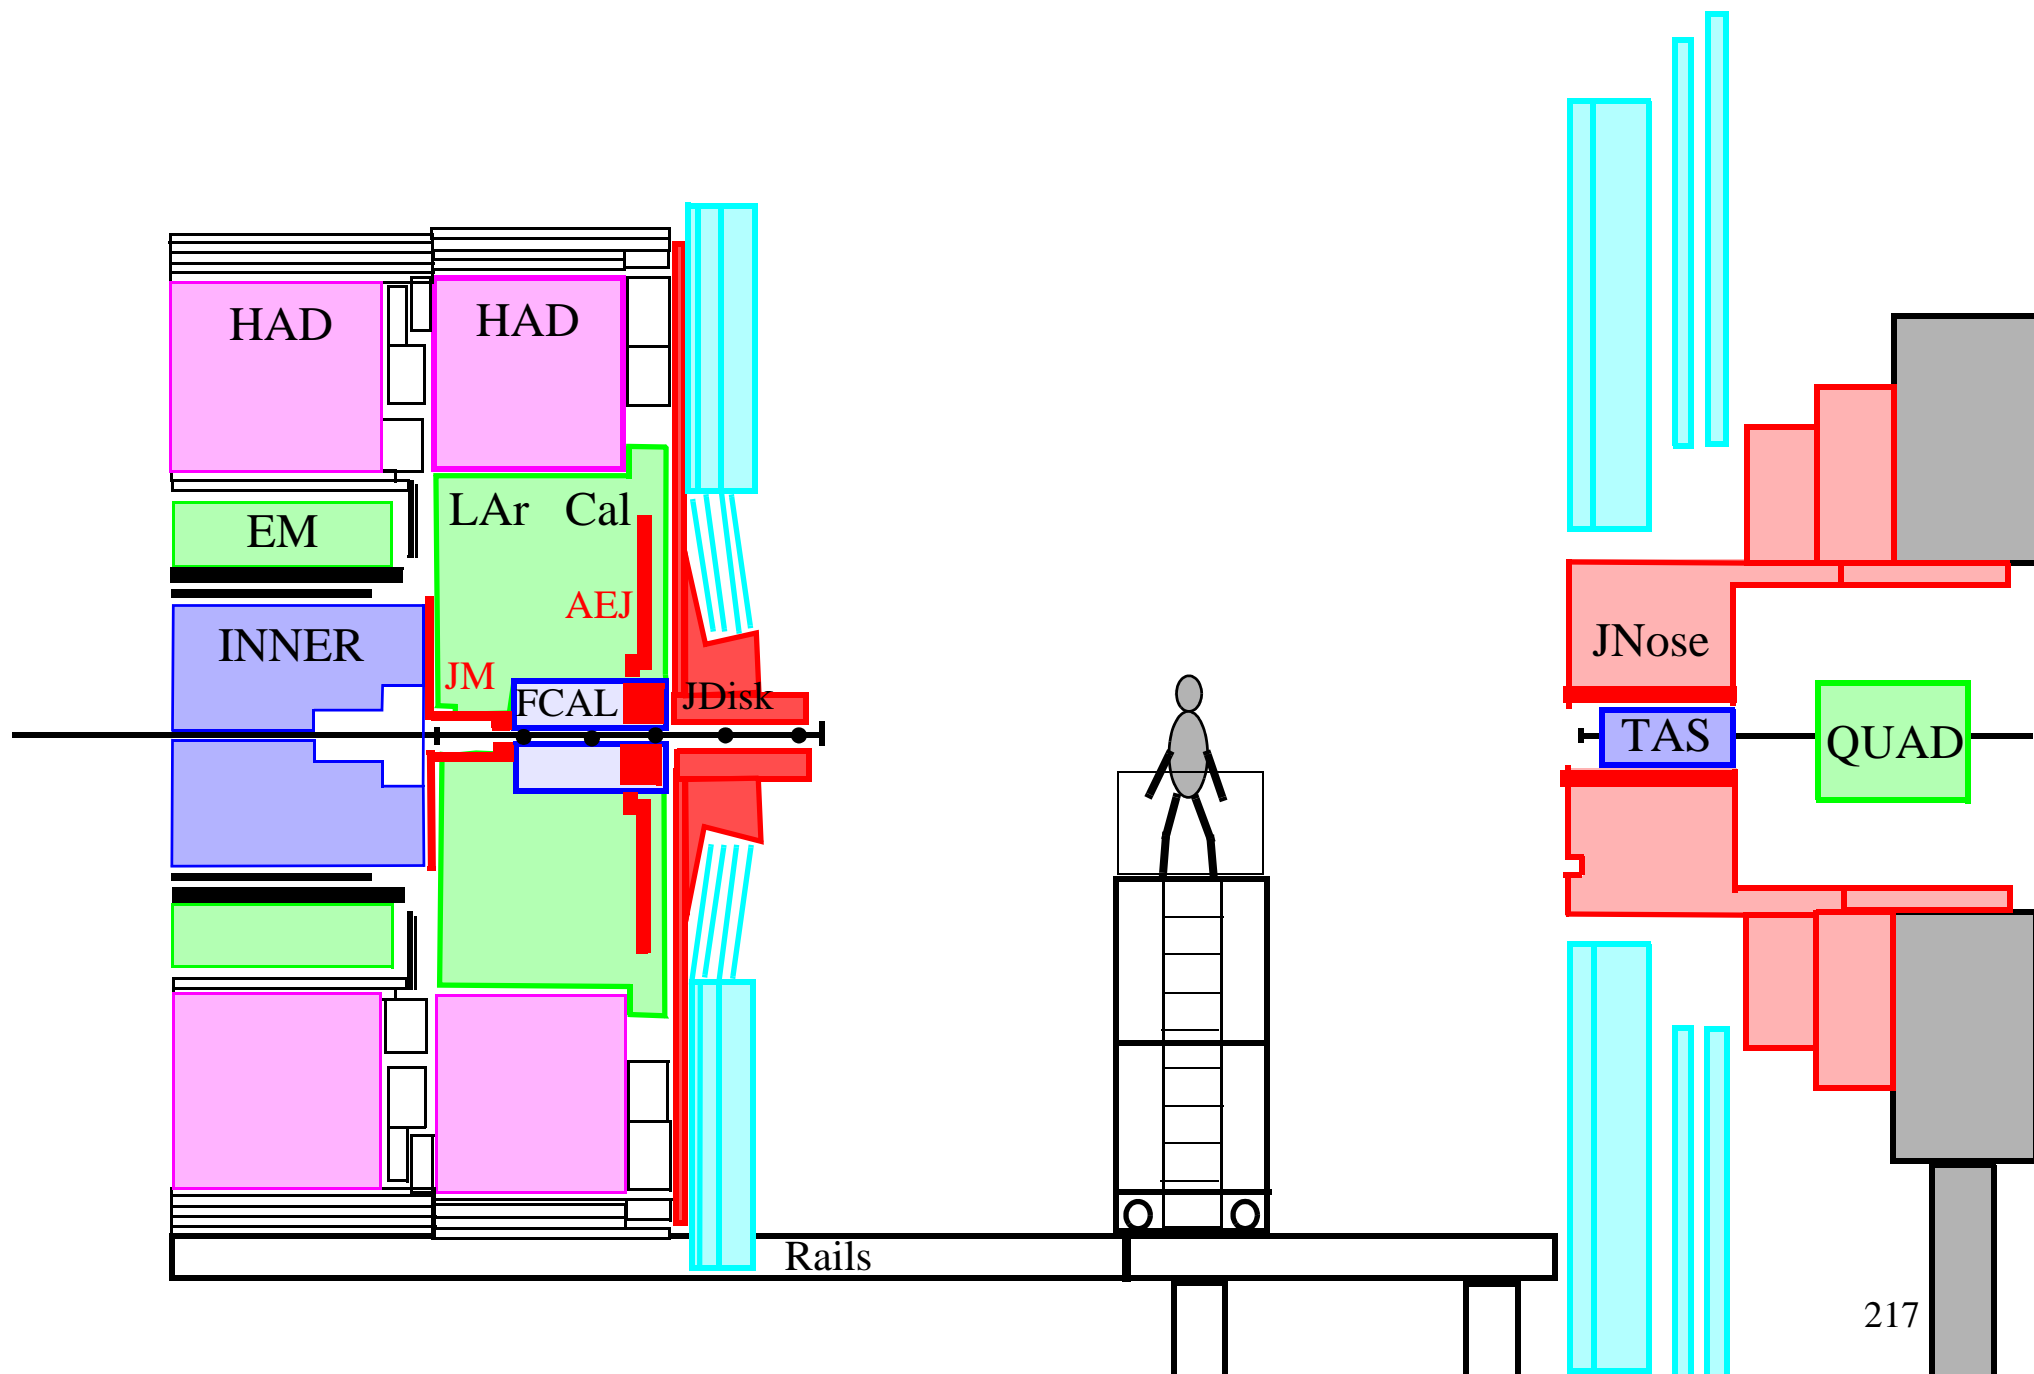 HAD HAD
LAr Cal
EM
AEJ
INNER
JNose
JM
FCAL
JDisk
TAS
QUAD
Rails
217